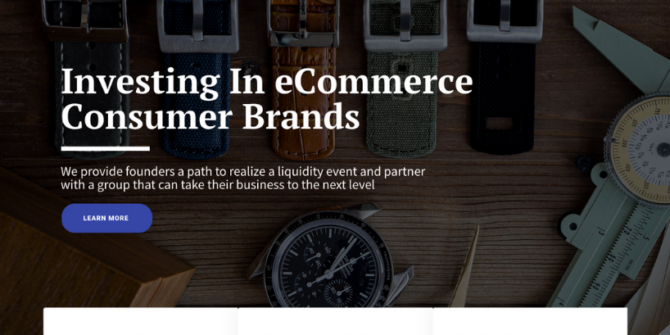 Investing In eCommerce
Consumer Brands
We provide founders a path to realize a liquidity event and partner
with a group that can take their business to the next level
LEARN MORE